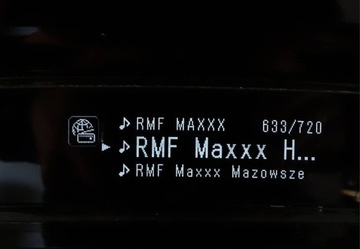 RMF MAXXX 633/720
RMF Maxxx H...
RMF Maxxx Mazowsze